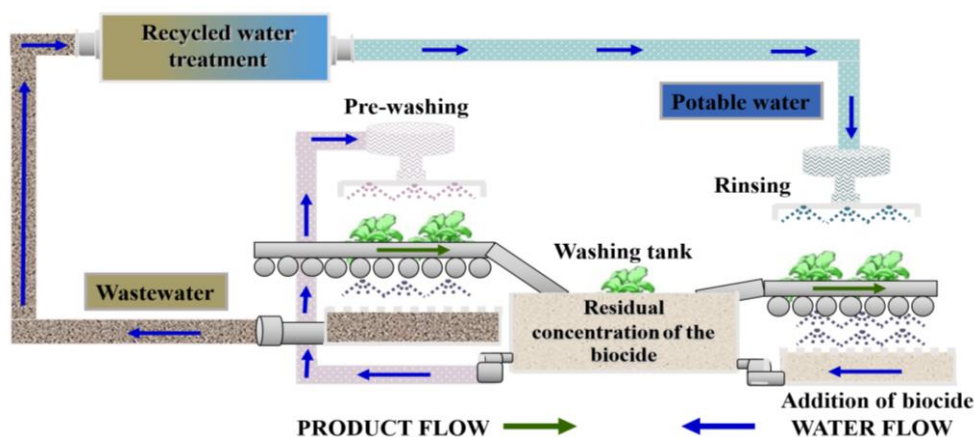 Recycled water
treatment
Pre-washing
Potable water
Rinsing
Washing tank
Wastewater
Residual
concentration of the
biocide
Addition of biocide
PRODUCT FLOW
WATER FLOW